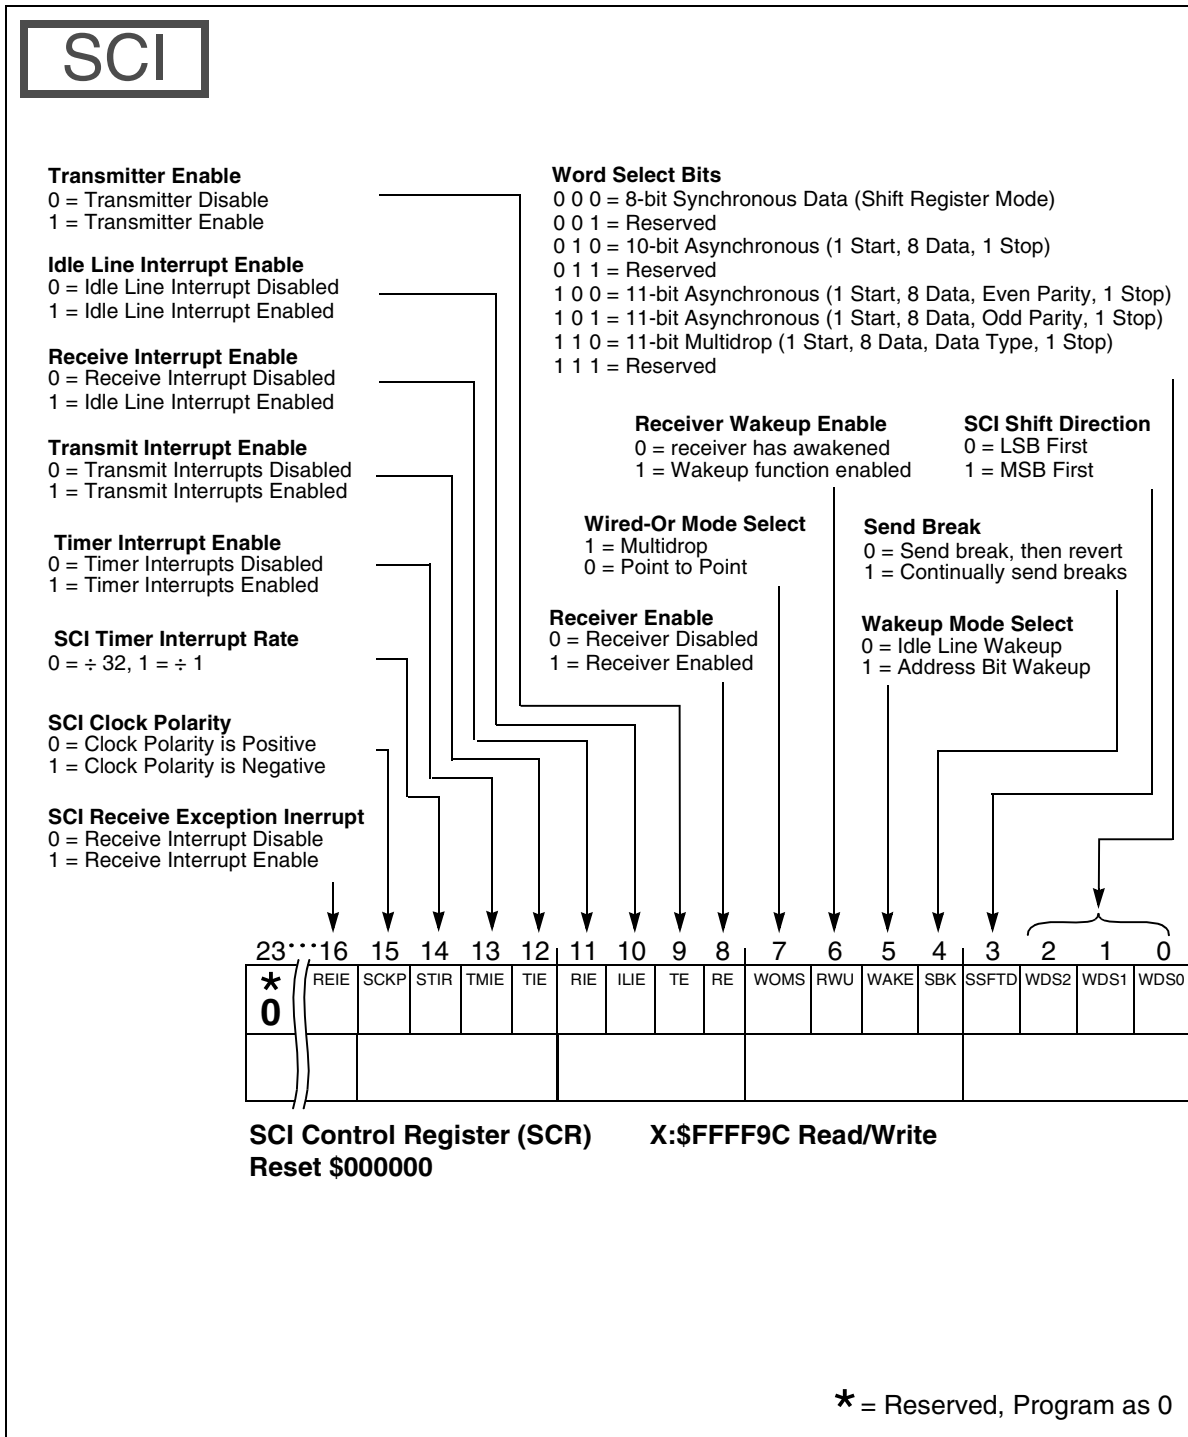 SCI
Transmitter Enable
0 = Transmitter Disable
1 = Transmitter Enable
Idle Line Interrupt Enable
0 = Idle Line Interrupt Disabled
1 = Idle Line Interrupt Enabled
Receive Interrupt Enable
0 = Receive Interrupt Disabled
1 = Idle Line Interrupt Enabled
Transmit Interrupt Enable
0 = Transmit Interrupts Disabled
1 = Transmit Interrupts Enabled
Timer Interrupt Enable
0 = Timer Interrupts Disabled
1 = Timer Interrupts Enabled
SCI Timer Interrupt Rate
0 = ÷ 32, 1 = ÷ 1
SCI Clock Polarity
0 = Clock Polarity is Positive
1 = Clock Polarity is Negative
SCI Receive Exception Inerrupt
0 = Receive Interrupt Disable
1 = Receive Interrupt Enable
Word Select Bits
0 0 0 = 8-bit Synchronous Data (Shift Register Mode)
0 0 1 = Reserved
0 1 0 = 10-bit Asynchronous (1 Start, 8 Data, 1 Stop)
0 1 1 = Reserved
1 0 0 = 11-bit Asynchronous (1 Start, 8 Data, Even Parity, 1 Stop)
1 0 1 = 11-bit Asynchronous (1 Start, 8 Data, Odd Parity, 1 Stop)
1 1 0 = 11-bit Multidrop (1 Start, 8 Data, Data Type, 1 Stop)
1 1 1 = Reserved
Receiver Wakeup Enable
0 = receiver has awakened
1 = Wakeup function enabled
SCI Shift Direction
0 = LSB First
1 = MSB First
Wired-Or Mode Select
1 = Multidrop
0 = Point to Point
Send Break
0 = Send break, then revert
1 = Continually send breaks
Receiver Enable
0 = Receiver Disabled
1 = Receiver Enabled
Wakeup Mode Select
0 = Idle Line Wakeup
1 = Address Bit Wakeup
23 ••• 16 15 14 13 12 11 10 9 8 7 6 5 4 3 2 1 0
* REIE SCKP STIR TMIE TIE RIE ILIE TE RE WOMS RWU WAKE SBK SSFTD WDS2 WDS1 WDS0
0
SCI Control Register (SCR) X:$FFFF9C Read/Write
Reset $000000
* = Reserved, Program as 0